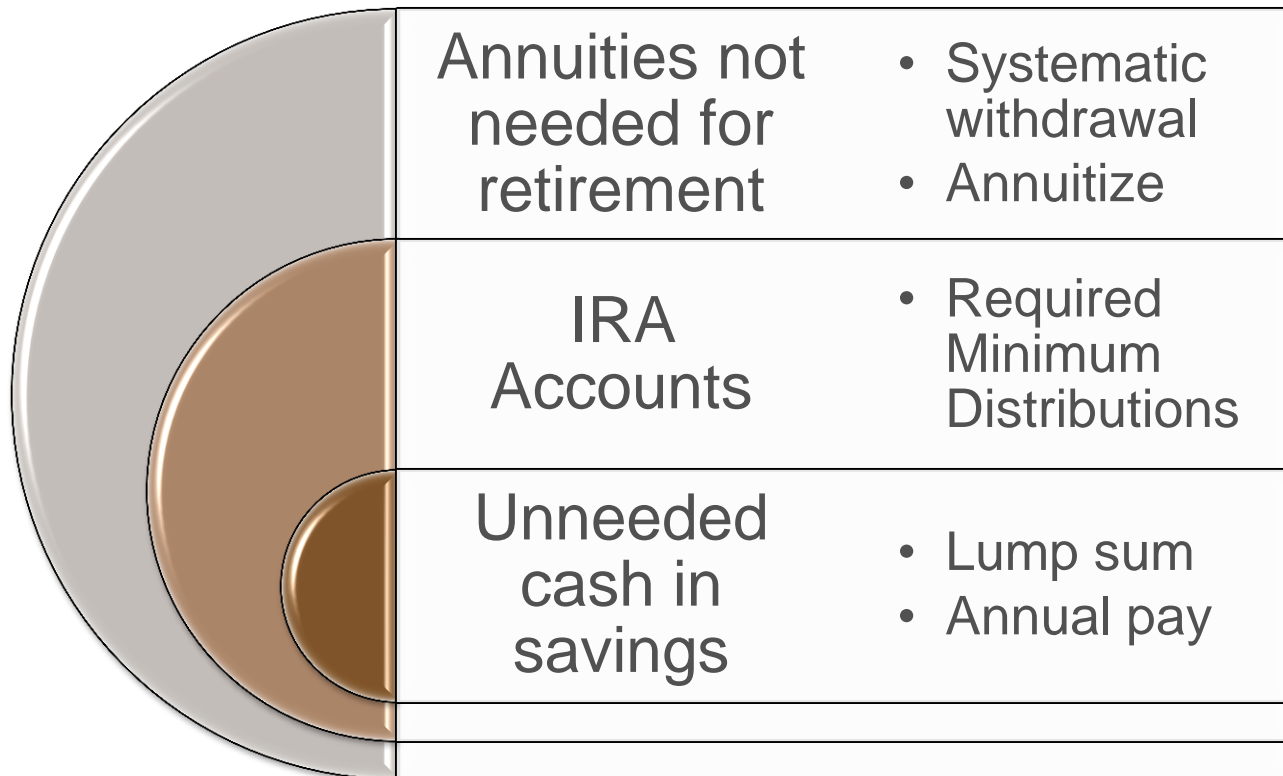 Annuities not
needed for
retirement
• Systematic
withdrawal
• Annuitize
IRA
Accounts
• Required
Minimum
Distributions
Unneeded
cash in
savings
• Lump sum
• Annual pay